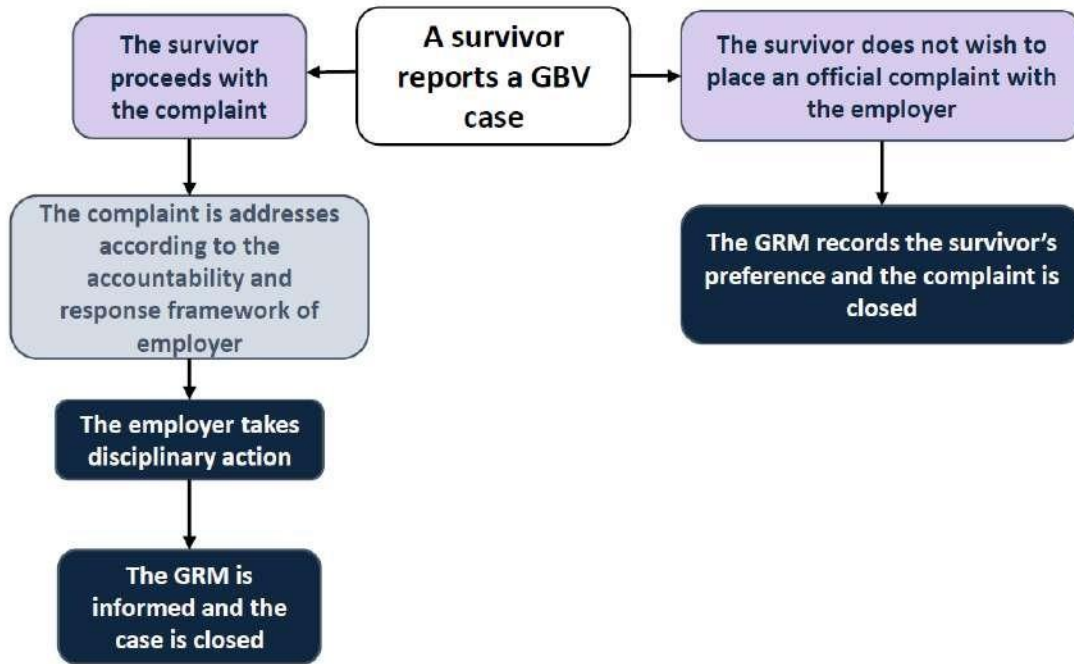 The survivor
proceeds with
the complaint
A survivor
reports a GBV
case
The survivor does not wish to
place an official complaint with
the employer
The complaint is addresses
according to the
accountability and
response framework of
employer
The GRM records the survivor's
preference and the complaint is
closed
The employer takes
disciplinary action
The GRM is
informed and the
case is closed